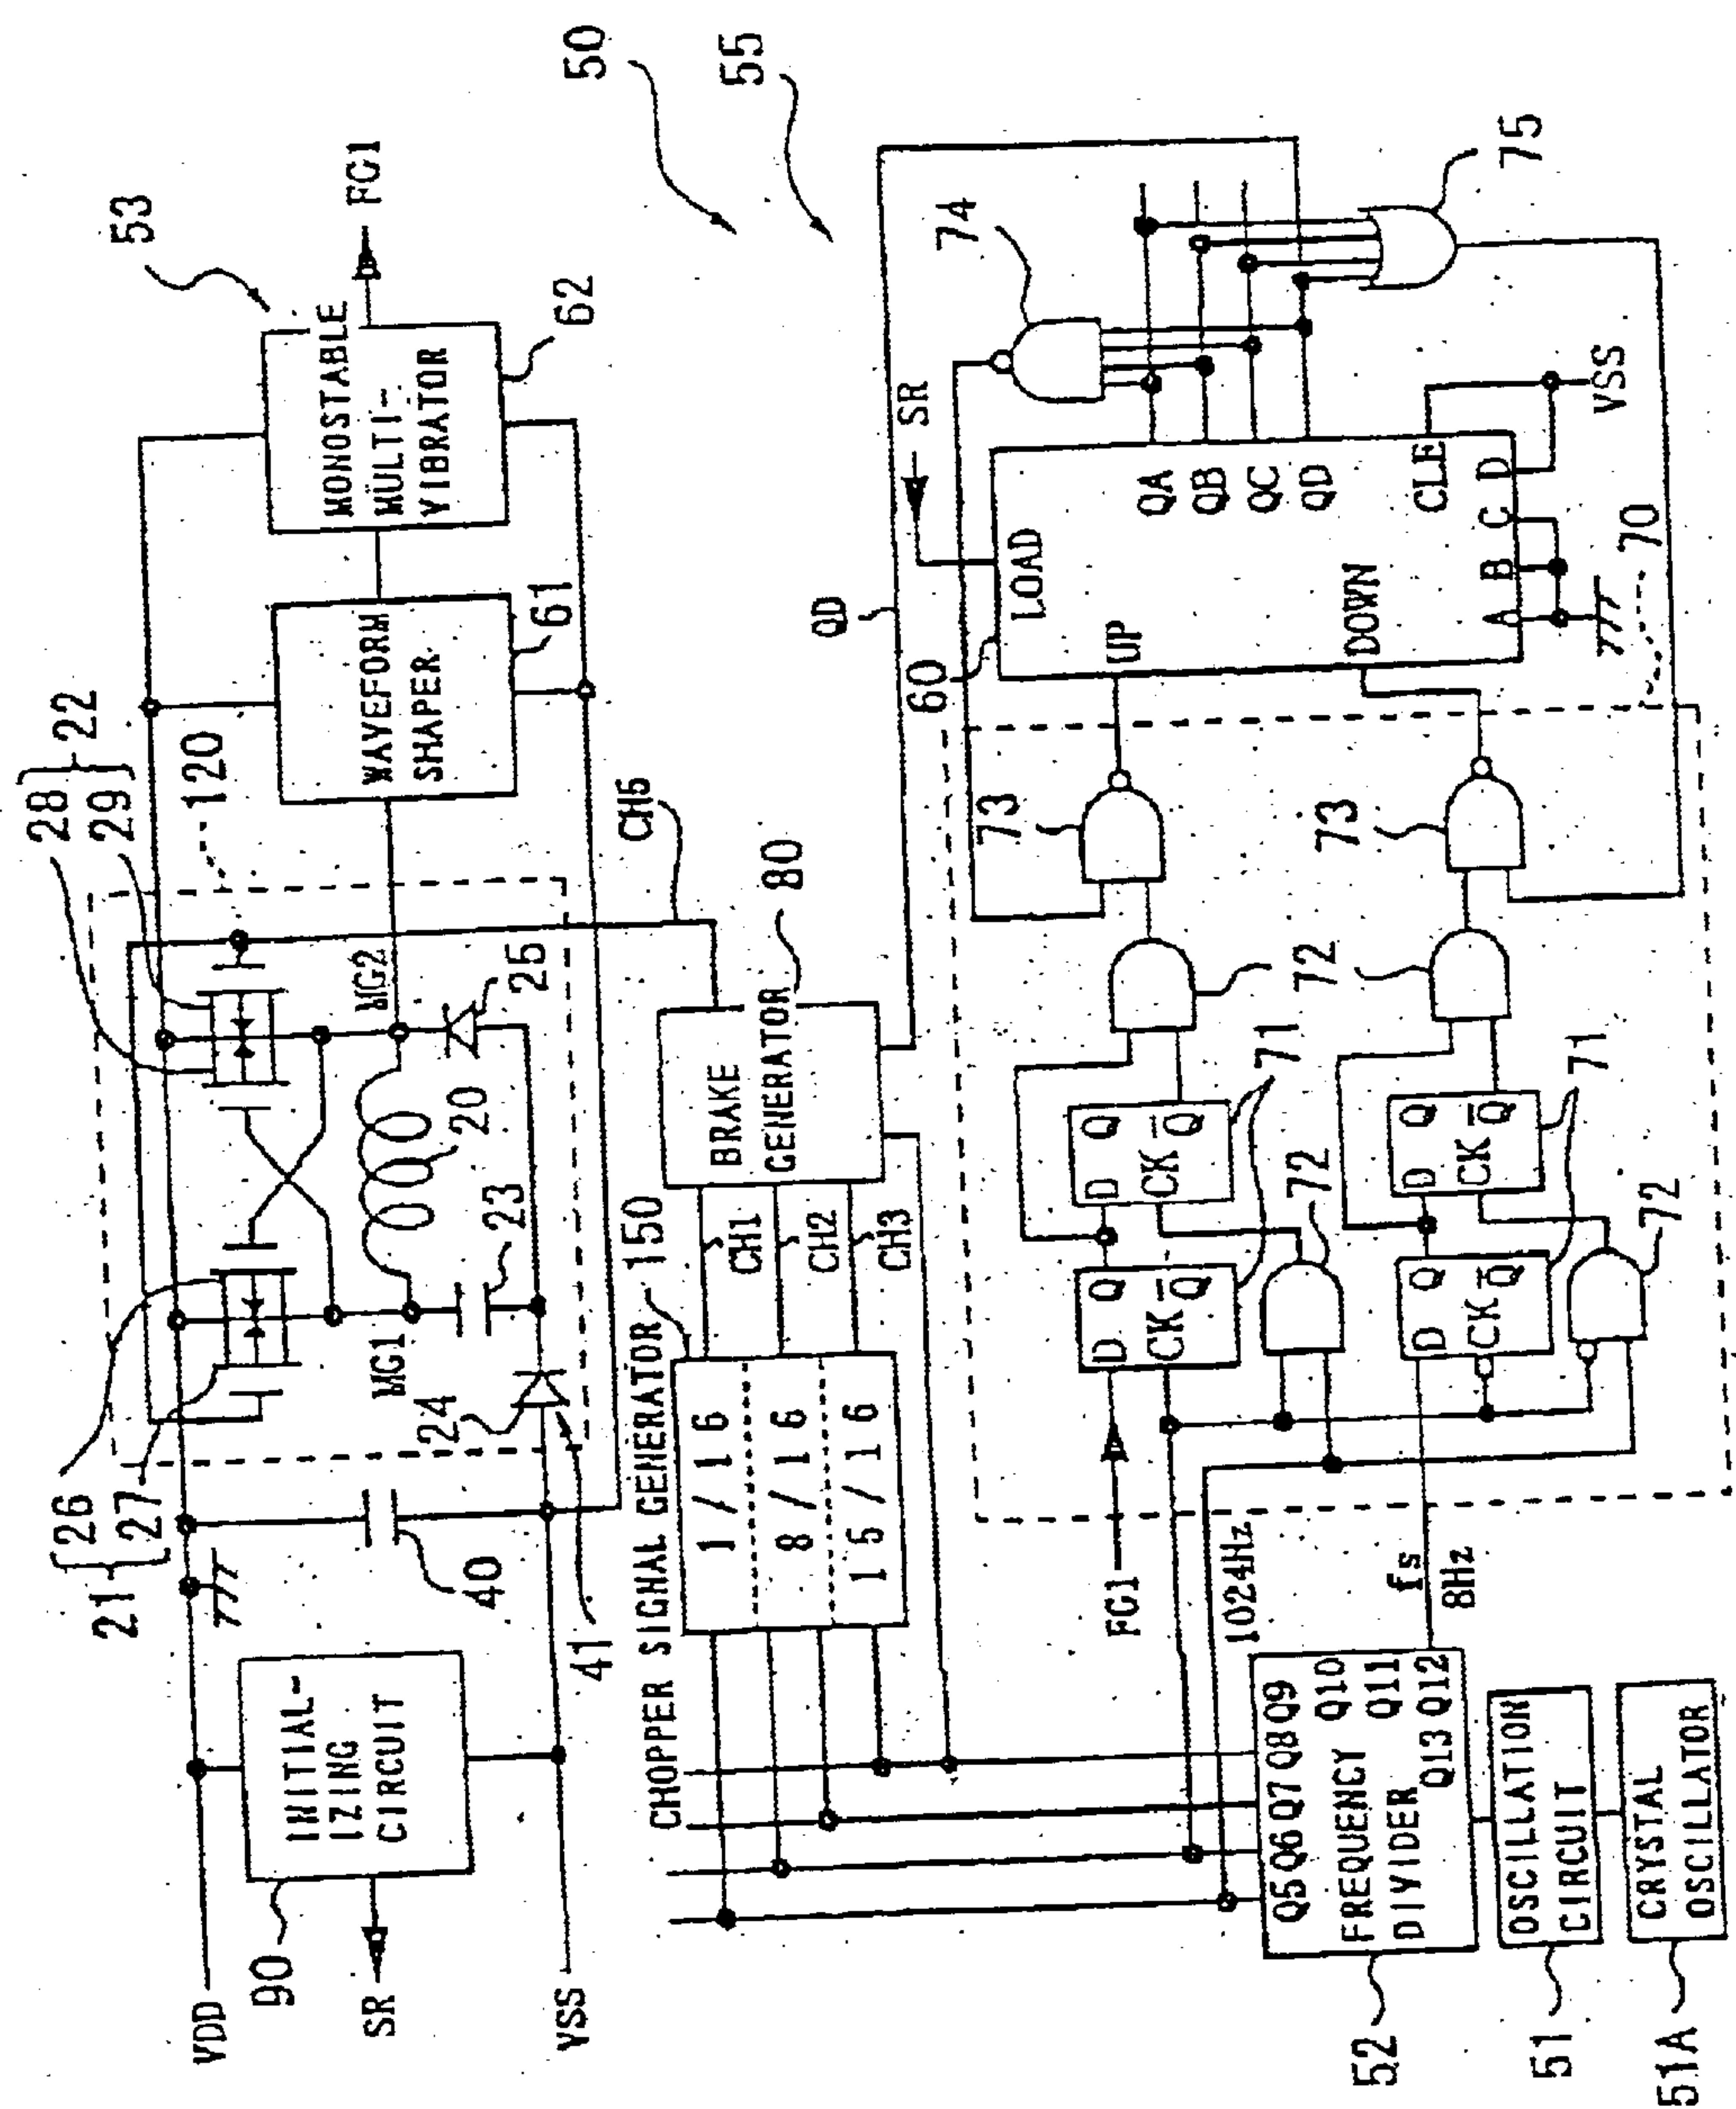 50
55
53
FG1
MONOSTABLE
MULTI-
VIBRATOR
62
WAVEFORM
SHAPER
61
28
29
22
120
CH5
MG2
25
20
23
MG1
24
26
27
21
40
41
INITIAL-
IZING
CIRCUIT
90
SR
VDD
VSS
BRAKE
GENERATOR
80
CH1
CH2
CH3
150
CHOPPER SIGNAL GENERATOR
1/16
8/16
15/16
74
75
SR
QD
60
LOAD
UP
DOWN
QA
QB
QC
QD
CLE
A
B
C
D
VSS
70
73
73
72
72
71
D
Q
CK
Q̅
D
Q
CK
Q̅
72
71
D
Q
CK
Q̅
D
Q
CK
Q̅
72
FG1
1024Hz
fs
8Hz
Q5 Q6 Q7 Q8 Q9
Q10
Q11
Q13 Q12
FREQUENCY
DIVIDER
52
OSCILLATION
CIRCUIT
51
CRYSTAL
OSCILLATOR
51A